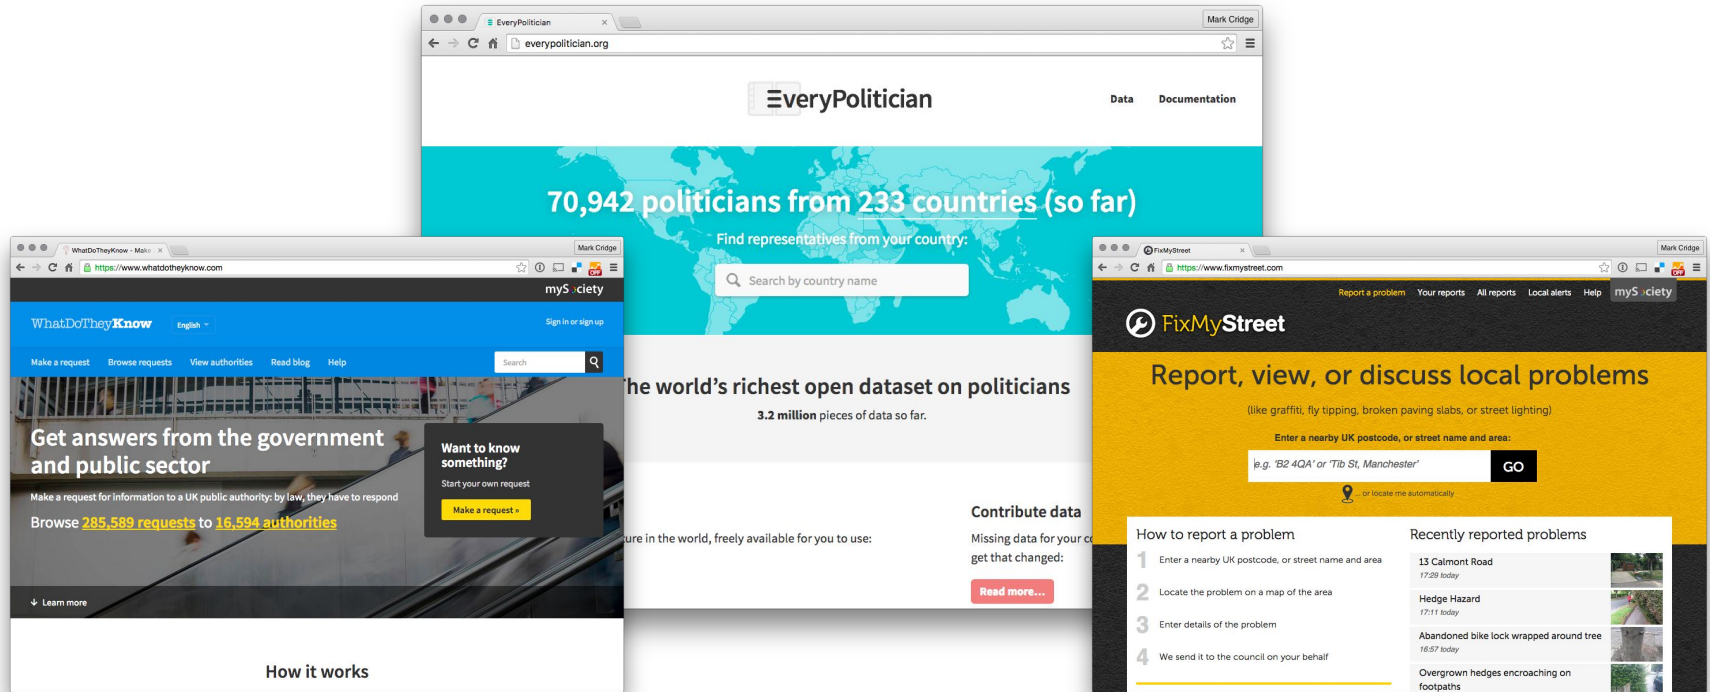 EveryPolitician
Mark Cridge
everypolitician.org
EveryPolitician
Data
Documentation
70,942 politicians from 233 countries (so far)
Find representatives from your country:
Search by country name
he world's richest open dataset on politicians
3.2 million pieces of data so far.
Contribute data
ure in the world, freely available for you to use:
Missing data for your co
get that changed:
Read more...
WhatDoTheyKnow - Make
Mark Cridge
https://www.whatdotheyknow.com
OFF
mySociety
WhatDoTheyKnow
English
Sign in or sign up
Make a request
Browse requests
View authorities
Read blog
Help
Search
Get answers from the government
and public sector
Make a request for information to a UK public authority: by law, they have to respond
Browse 285,589 requests to 16,594 authorities
Want to know
something?
Start your own request
Make a request »
Learn more
How it works
FixMyStreet
Mark Cridge
https://www.fixmystreet.com
OFF
Report a problem
Your reports
All reports
Local alerts
Help
mySociety
FixMyStreet
Report, view, or discuss local problems
(like graffiti, fly tipping, broken paving slabs, or street lighting)
Enter a nearby UK postcode, or street name and area:
e.g. 'B2 4QA' or 'Tib St, Manchester'
GO
... or locate me automatically
How to report a problem
1 Enter a nearby UK postcode, or street name and area
2 Locate the problem on a map of the area
3 Enter details of the problem
4 We send it to the council on your behalf
Recently reported problems
13 Calmont Road
17:29 today
Hedge Hazard
17:11 today
Abandoned bike lock wrapped around tree
16:57 today
Overgrown hedges encroaching on
footpaths